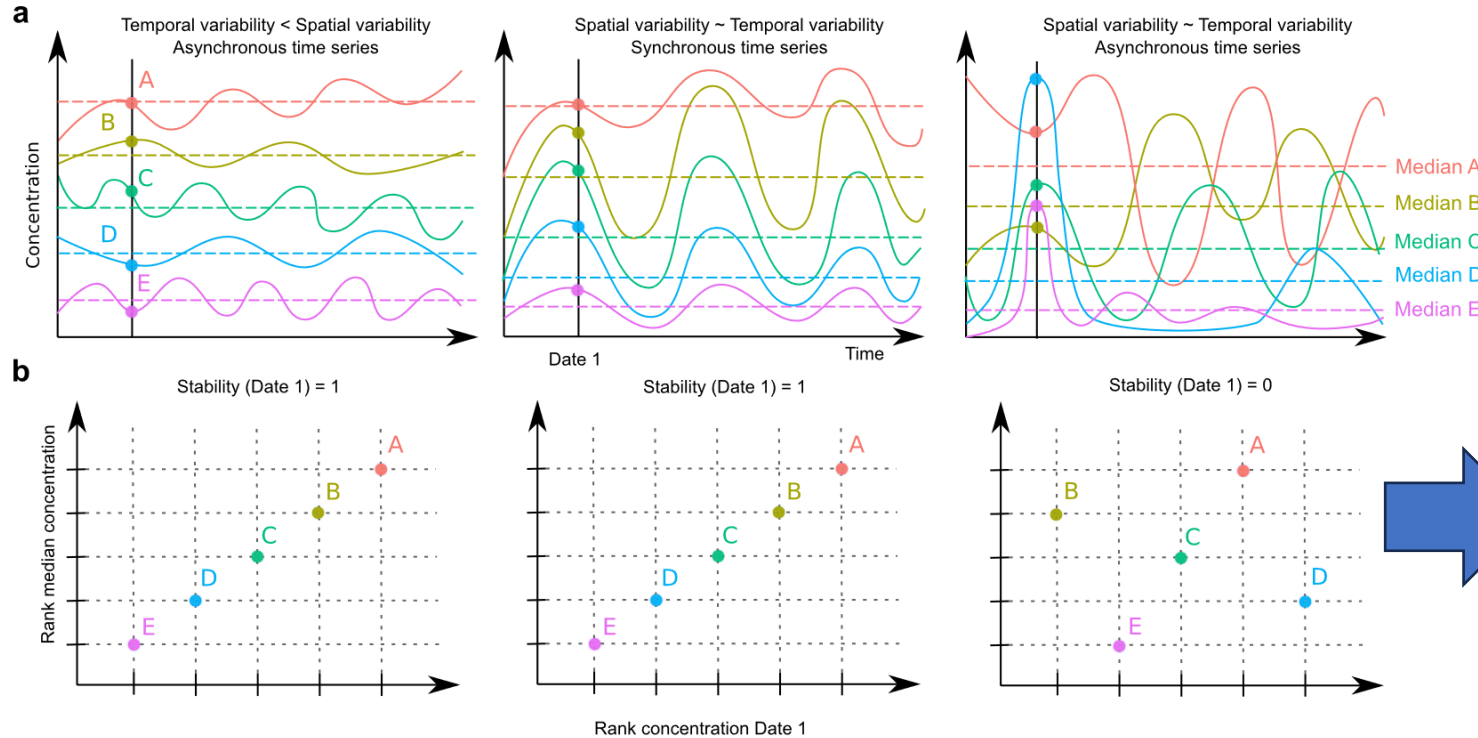 a
Temporal variability < Spatial variability
Asynchronous time series
Spatial variability ~ Temporal variability
Synchronous time series
Spatial variability ~ Temporal variability
Asynchronous time series
Concentration
A
B
C
D
E
Median A
Median B
Median C
Median D
Median E
Date 1
Time
b
Stability (Date 1) = 1
Stability (Date 1) = 1
Stability (Date 1) = 0
Rank median concentration
A
B
C
D
E
A
B
C
D
E
A
B
C
D
E
Rank concentration Date 1